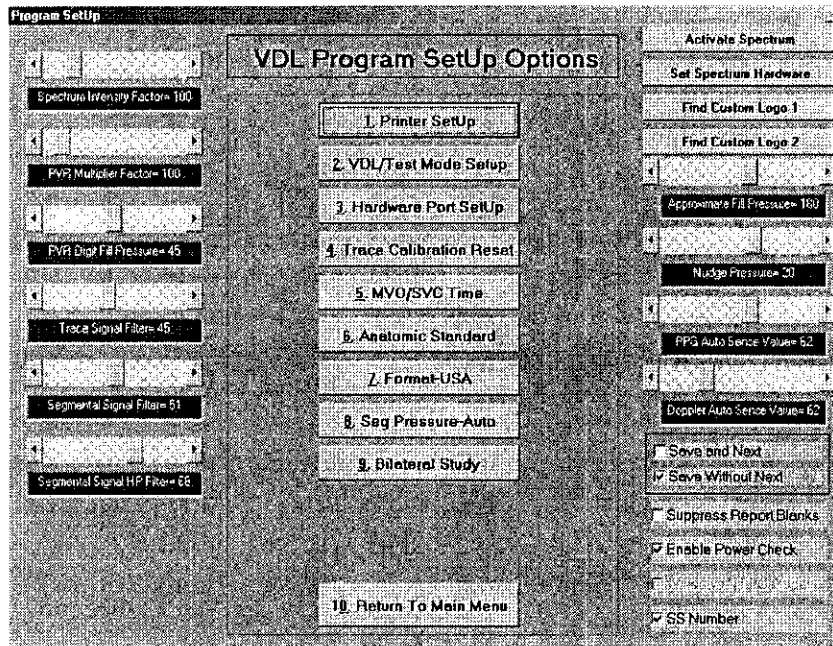 Program SetUp
VDL Program SetUp Options
Spectrum Intensity Factor= 100
PVR Multiplier Factor= 100
PVR Digit Fill Pressure= 45
Trace Signal Filter= 45
Segmental Signal Filter= 51
Segmental Signal HP Filter= 68
1. Printer SetUp
2. VDL/Test Mode Setup
3. Hardware Port SetUp
4. Trace Calibration Reset
5. MVO/SVC Time
6. Anatomic Standard
7. Format-USA
8. Seg Pressure-Auto
9. Bilateral Study
10. Return To Main Menu
Activate Spectrum
Set Spectrum Hardware
Find Custom Logo 1
Find Custom Logo 2
Approximate Fill Pressure= 180
Nudge Pressure= 20
PPG Auto Sence Value= 62
Doppler Auto Sence Value= 62
Save and Next
Save Without Next
Suppress Report Blanks
Enable Power Check
SS Number